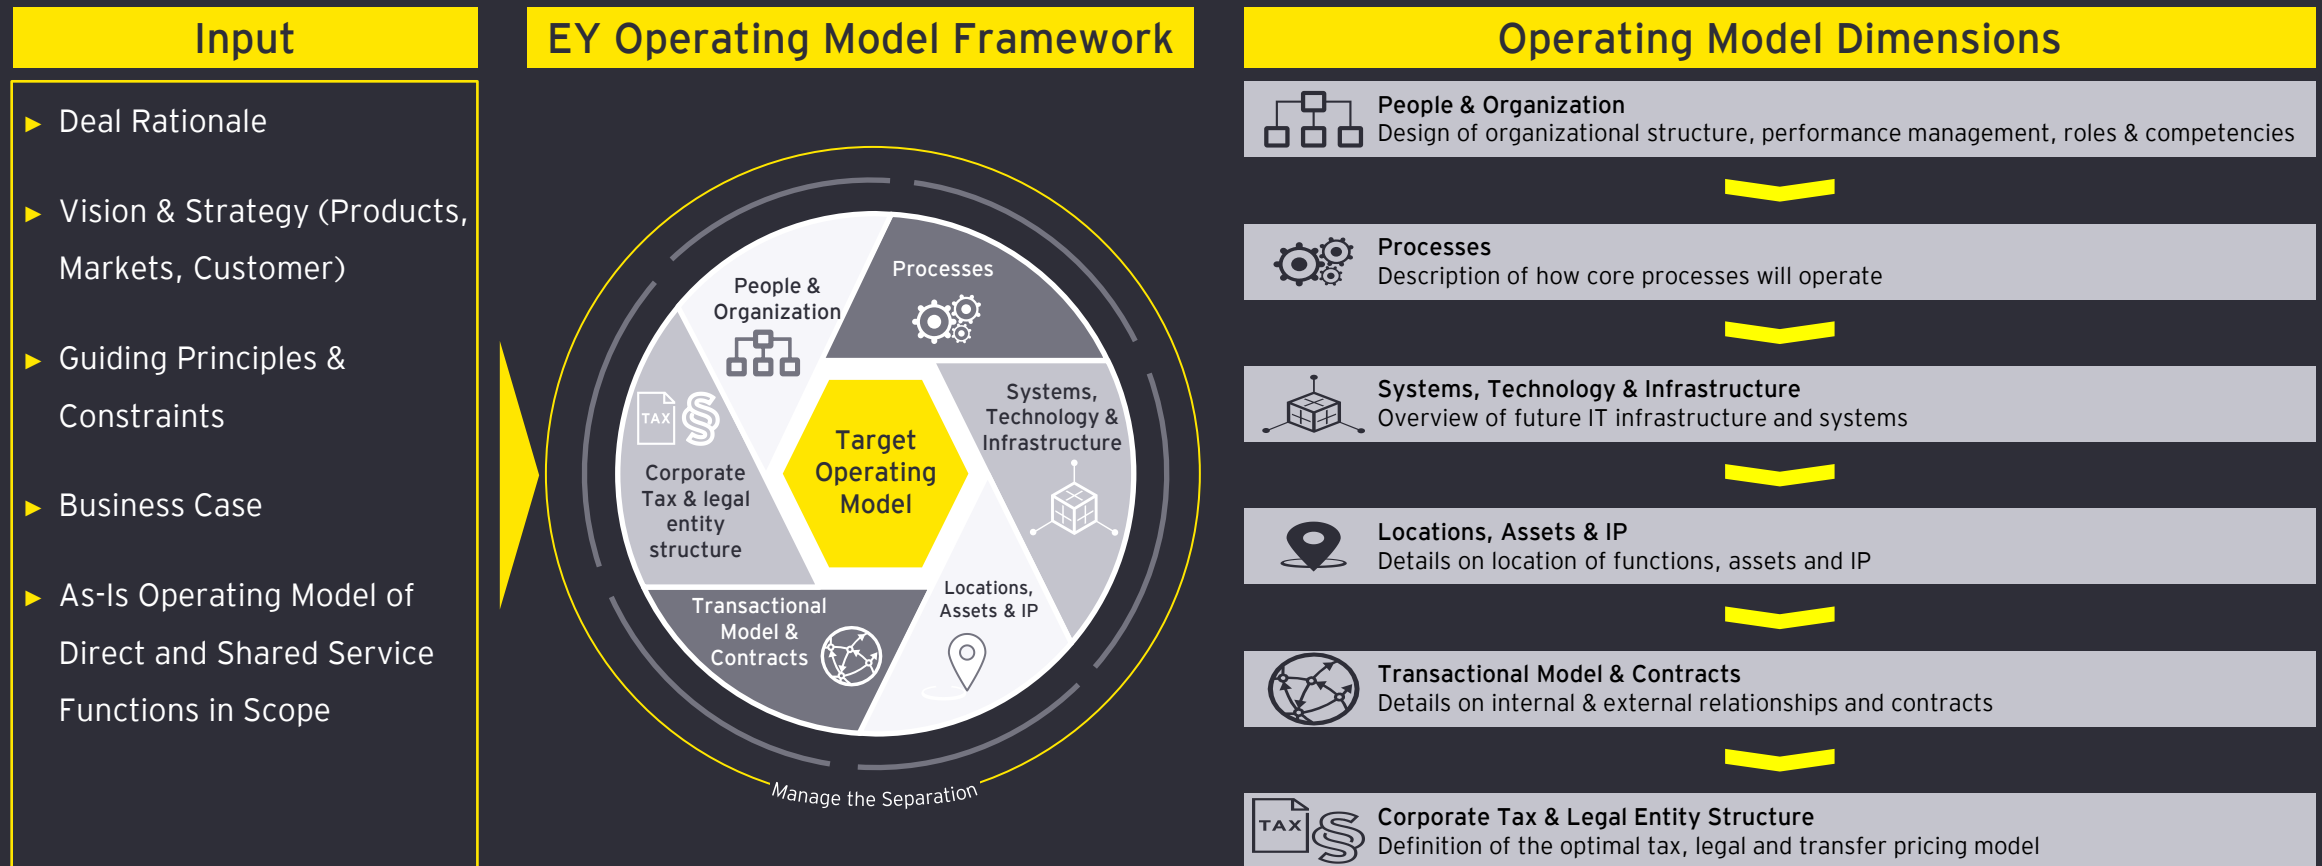 Input
► Deal Rationale
► Vision & Strategy (Products,
Markets, Customer)
► Guiding Principles &
Constraints
► Business Case
► As-Is Operating Model of
Direct and Shared Service
Functions in Scope
EY Operating Model Framework
People &
Organization
Processes
Systems,
Technology &
Infrastructure
Locations,
Assets & IP
Transactional
Model &
Contracts
TAX
Corporate
Tax & legal
entity
structure
Target
Operating
Model
Manage the Separation
Operating Model Dimensions
People & Organization
Design of organizational structure, performance management, roles & competencies
Processes
Description of how core processes will operate
Systems, Technology & Infrastructure
Overview of future IT infrastructure and systems
Locations, Assets & IP
Details on location of functions, assets and IP
Transactional Model & Contracts
Details on internal & external relationships and contracts
TAX
Corporate Tax & Legal Entity Structure
Definition of the optimal tax, legal and transfer pricing model